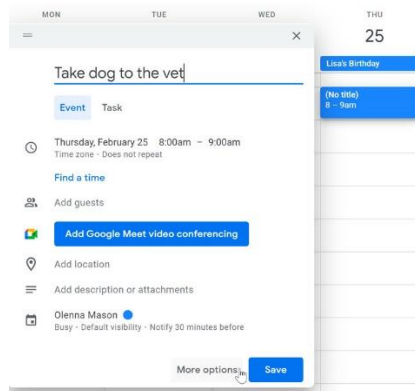 MON TUE WED THU
25
Lisa's Birthday
(No title)
8 – 9am
Take dog to the vet
Event Task
Thursday, February 25 8:00am – 9:00am
Time zone · Does not repeat
Find a time
Add guests
Add Google Meet video conferencing
Add location
Add description or attachments
Olenna Mason
Busy · Default visibility · Notify 30 minutes before
More options Save